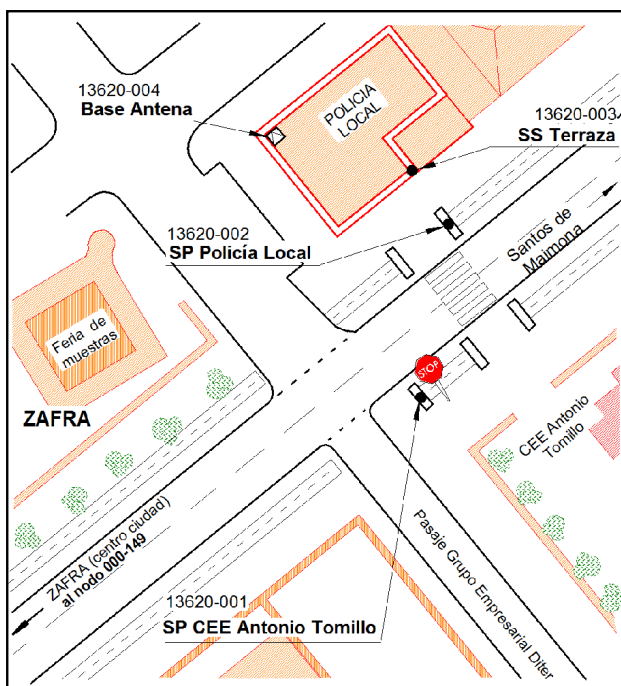 13620-004
Base Antena
POLICIA
LOCAL
13620-003
SS Terraza
13620-002
SP Policía Local
Santos de
Maimona
Feria de
muestras
STOP
ZAFRA
CEE Antonio
Tomillo
ZAFRA (centro ciudad)
al nodo 000-149
13620-001
SP CEE Antonio Tomillo
Pasaje Grupo Empresarial Diter